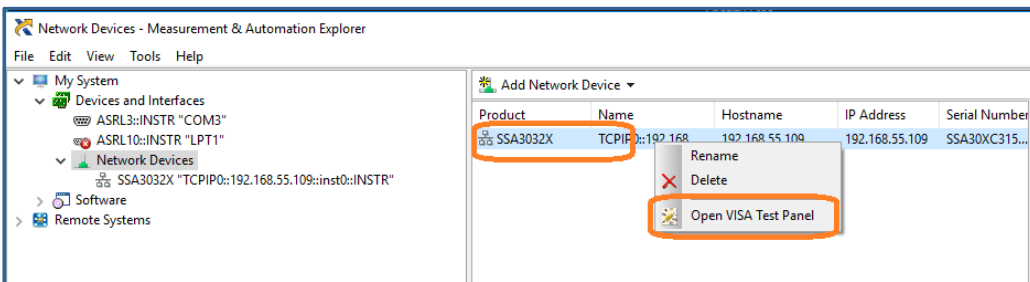 Network Devices - Measurement & Automation Explorer
File Edit View Tools Help
My System
Devices and Interfaces
ASRL3::INSTR "COM3"
ASRL10::INSTR "LPT1"
Network Devices
SSA3032X "TCPIP0::192.168.55.109::inst0::INSTR"
Software
Remote Systems
Add Network Device
Product Name Hostname IP Address Serial Number
SSA3032X TCPIP0::192.168 192.168.55.109 192.168.55.109 SSA30XC315...
Rename
Delete
Open VISA Test Panel